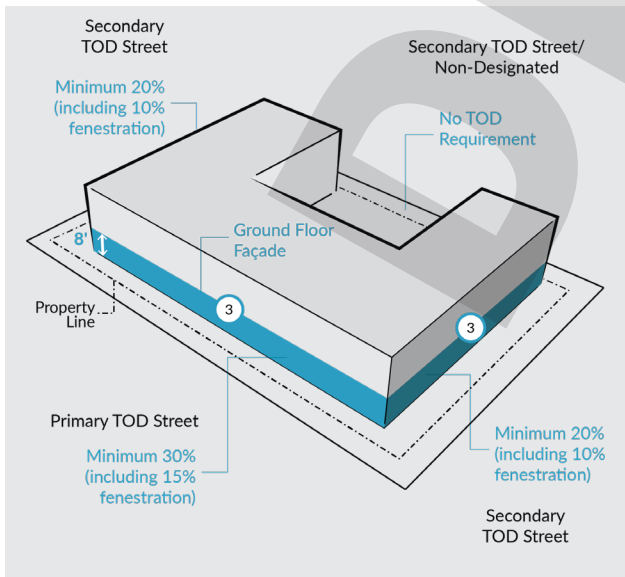 Secondary
TOD Street
Secondary TOD Street/
Non-Designated
Minimum 20%
(including 10%
fenestration)
No TOD
Requirement
8'
Ground Floor
Façade
Property
Line
3
3
Primary TOD Street
Minimum 30%
(including 15%
fenestration)
Minimum 20%
(including 10%
fenestration)
Secondary
TOD Street